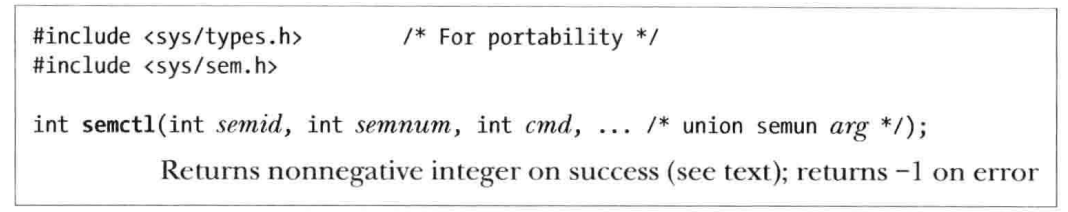 #include <sys/types.h> /* For portability */
#include <sys/sem.h>
int semctl(int semid, int semnum, int cmd, ... /* union semun arg */);
Returns nonnegative integer on success (see text); returns −1 on error